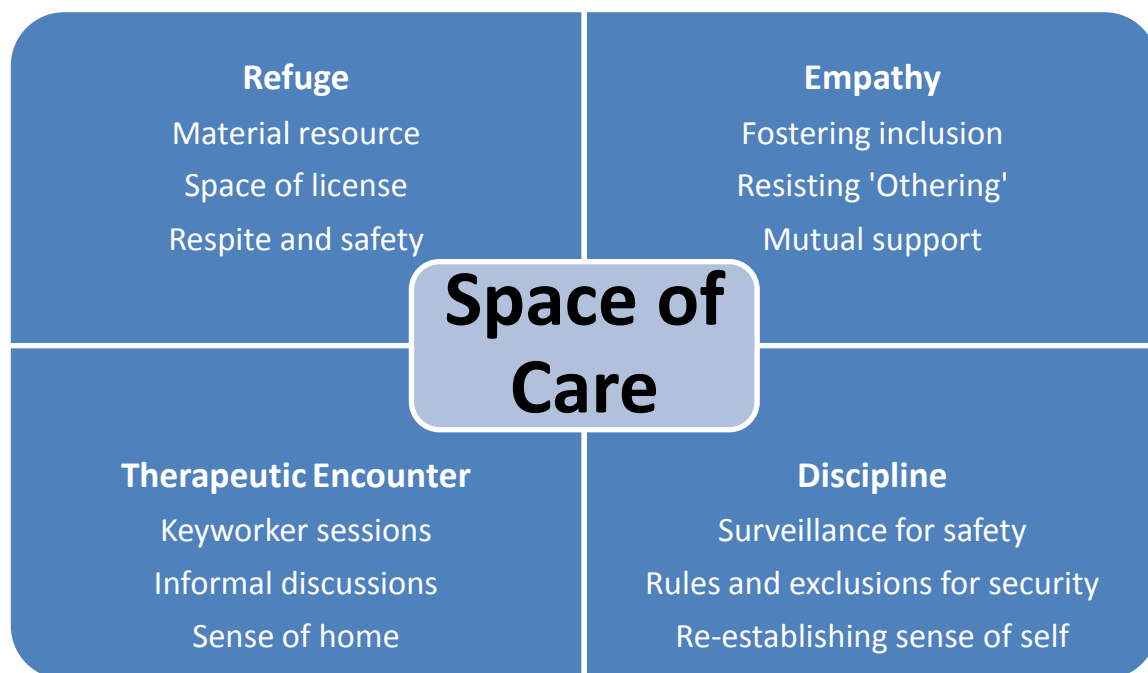 Refuge
Material resource
Space of license
Respite and safety
Empathy
Fostering inclusion
Resisting 'Othering'
Mutual support
Space of
Care
Therapeutic Encounter
Keyworker sessions
Informal discussions
Sense of home
Discipline
Surveillance for safety
Rules and exclusions for security
Re-establishing sense of self